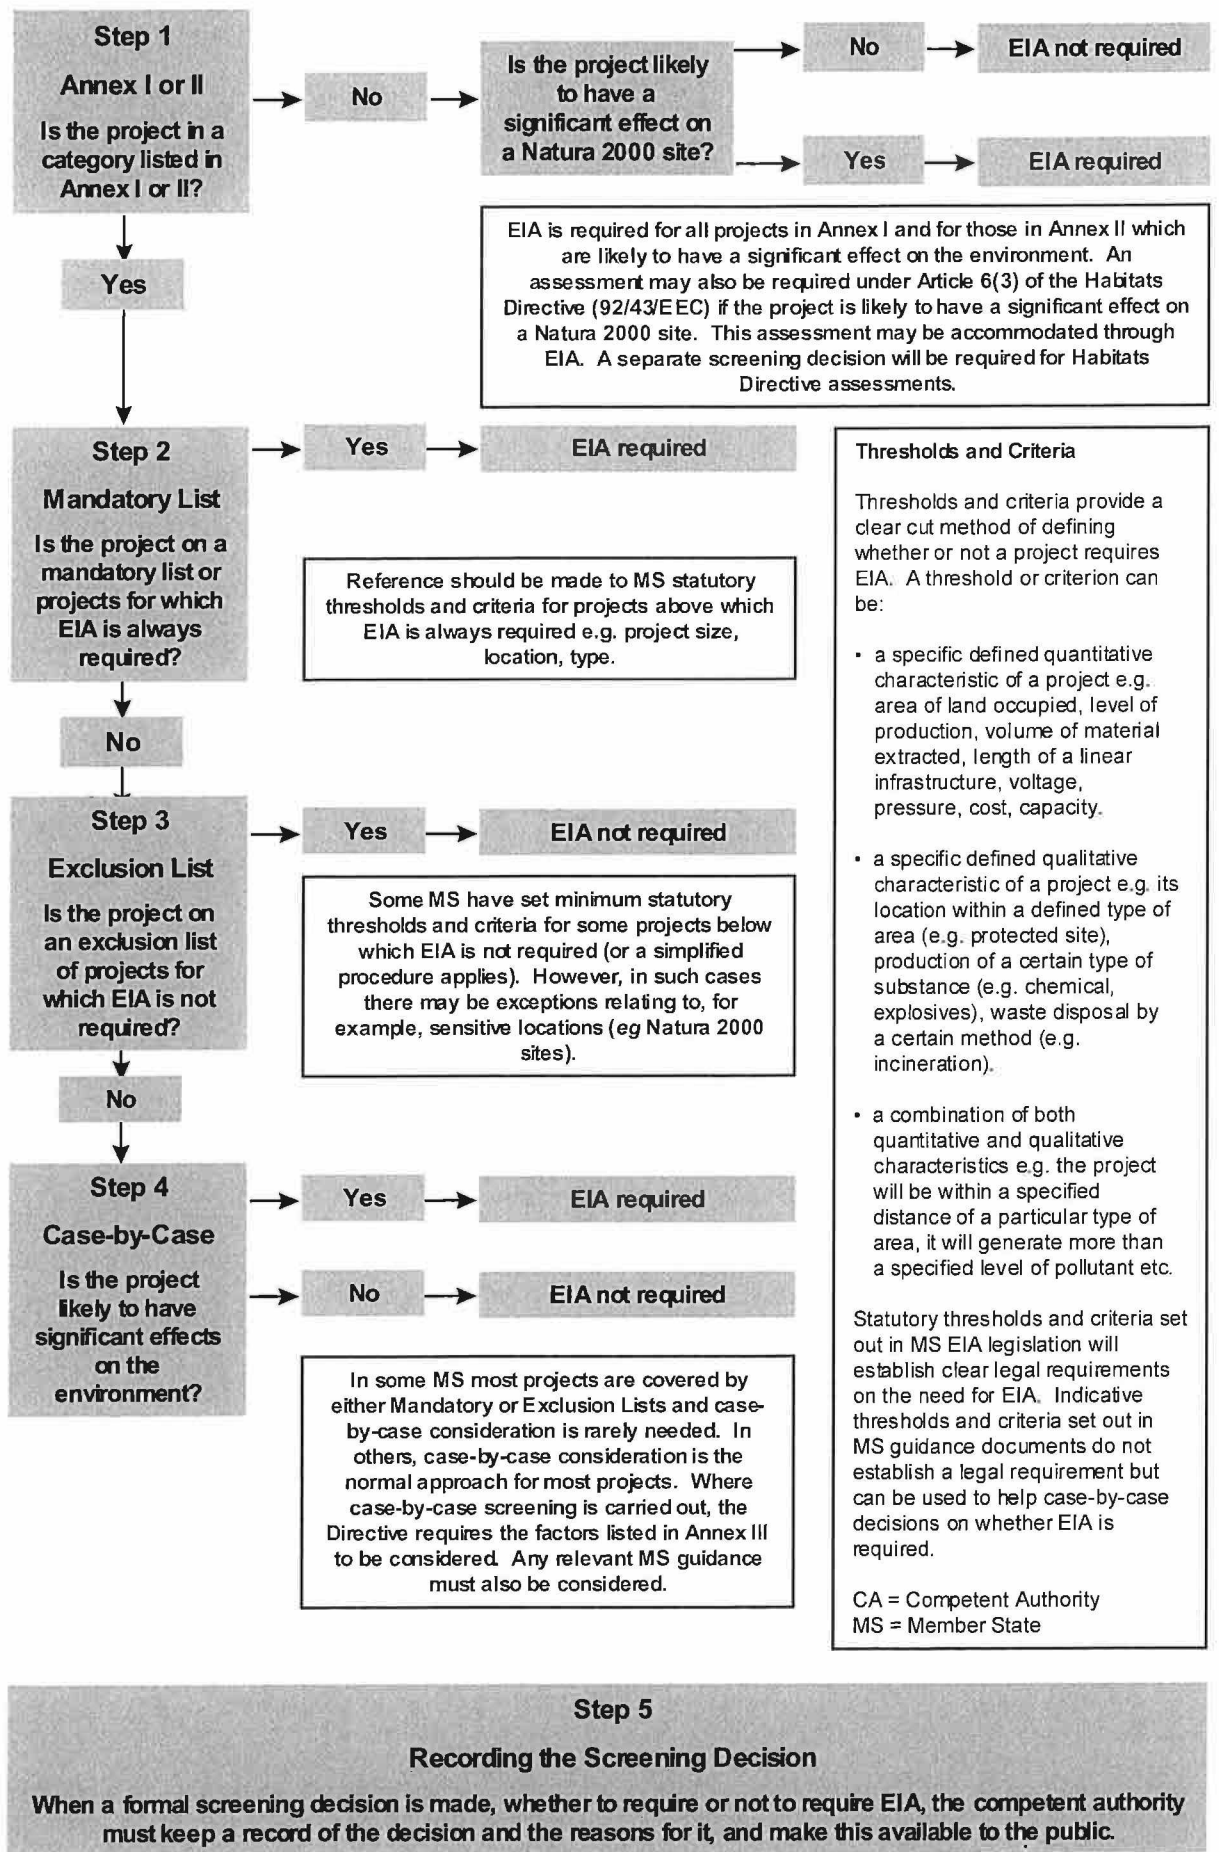 Step 1
Annex I or II
Is the project in a
category listed in
Annex I or II?
No
Is the project likely
to have a
significant effect on
a Natura 2000 site?
No
EIA not required
Yes
EIA required
Yes
EIA is required for all projects in Annex I and for those in Annex II which
are likely to have a significant effect on the environment. An
assessment may also be required under Article 6(3) of the Habitats
Directive (92/43/EEC) if the project is likely to have a significant effect on
a Natura 2000 site. This assessment may be accommodated through
EIA. A separate screening decision will be required for Habitats
Directive assessments.
Step 2
Mandatory List
Is the project on a
mandatory list or
projects for which
EIA is always
required?
Yes
EIA required
Reference should be made to MS statutory
thresholds and criteria for projects above which
EIA is always required e.g. project size,
location, type.
No
Step 3
Exclusion List
Is the project on
an exclusion list
of projects for
which EIA is not
required?
Yes
EIA not required
Some MS have set minimum statutory
thresholds and criteria for some projects below
which EIA is not required (or a simplified
procedure applies). However, in such cases
there may be exceptions relating to, for
example, sensitive locations (eg Natura 2000
sites).
No
Step 4
Case-by-Case
Is the project
likely to have
significant effects
on the
environment?
Yes
EIA required
No
EIA not required
In some MS most projects are covered by
either Mandatory or Exclusion Lists and case-
by-case consideration is rarely needed. In
others, case-by-case consideration is the
normal approach for most projects. Where
case-by-case screening is carried out, the
Directive requires the factors listed in Annex III
to be considered. Any relevant MS guidance
must also be considered.
Thresholds and Criteria
Thresholds and criteria provide a
clear cut method of defining
whether or not a project requires
EIA. A threshold or criterion can
be:
• a specific defined quantitative
characteristic of a project e.g.
area of land occupied, level of
production, volume of material
extracted, length of a linear
infrastructure, voltage,
pressure, cost, capacity.
• a specific defined qualitative
characteristic of a project e.g. its
location within a defined type of
area (e.g. protected site),
production of a certain type of
substance (e.g. chemical,
explosives), waste disposal by
a certain method (e.g.
incineration).
• a combination of both
quantitative and qualitative
characteristics e.g. the project
will be within a specified
distance of a particular type of
area, it will generate more than
a specified level of pollutant etc.
Statutory thresholds and criteria set
out in MS EIA legislation will
establish clear legal requirements
on the need for EIA. Indicative
thresholds and criteria set out in
MS guidance documents do not
establish a legal requirement but
can be used to help case-by-case
decisions on whether EIA is
required.
CA = Competent Authority
MS = Member State
Step 5
Recording the Screening Decision
When a formal screening decision is made, whether to require or not to require EIA, the competent authority
must keep a record of the decision and the reasons for it, and make this available to the public.